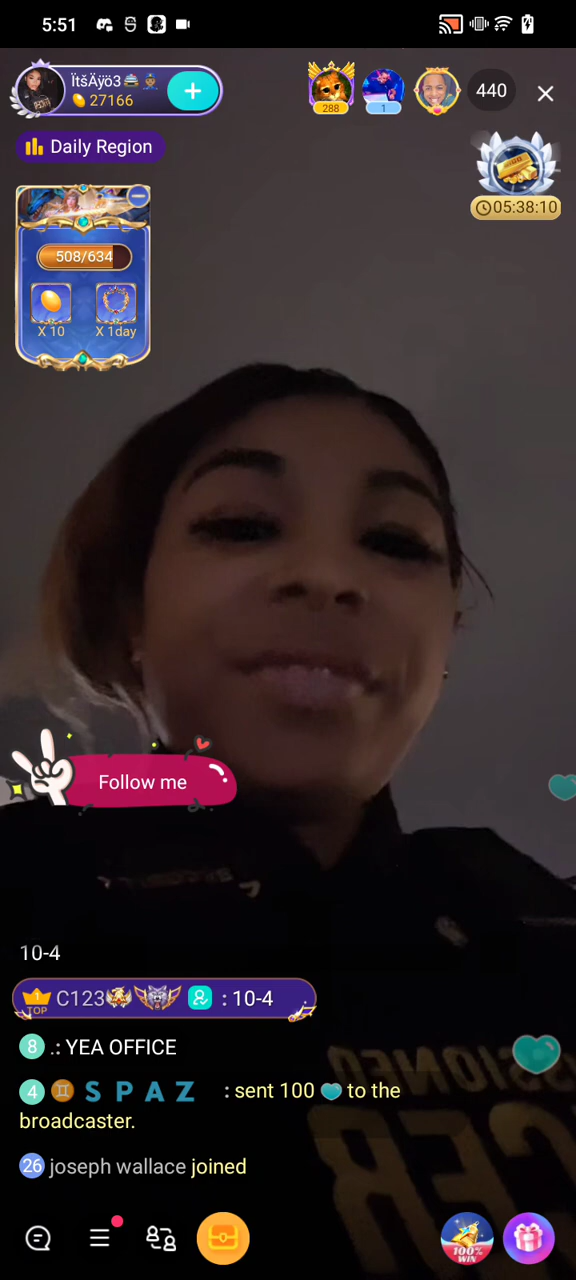 5:51
ÏtšÄÿö3
27166
288
1
440
Daily Region
05:38:10
508/634
X 10
X 1day
Follow me
10-4
TOP
C123 : 10-4
8 .: YEA OFFICE
4 S P A Z : sent 100 to the
broadcaster.
26 joseph wallace joined
100%
WIN